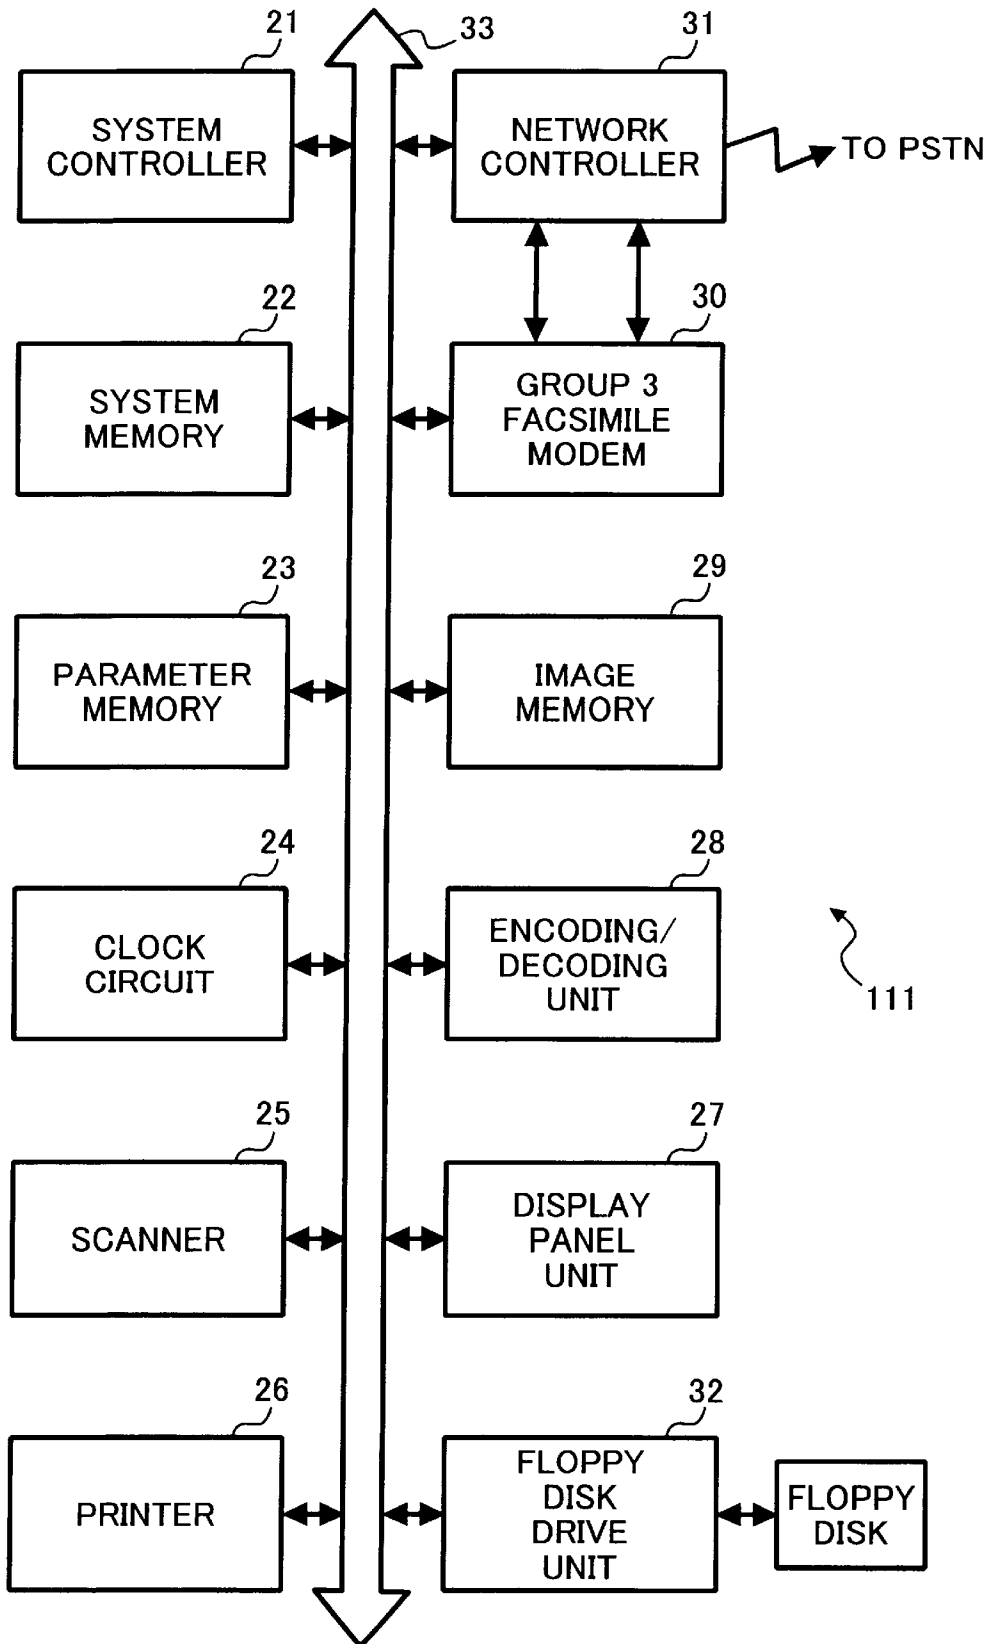 21
33
31
SYSTEM
CONTROLLER
NETWORK
CONTROLLER
TO PSTN
22
30
SYSTEM
MEMORY
GROUP 3
FACSIMILE
MODEM
23
29
PARAMETER
MEMORY
IMAGE
MEMORY
24
28
CLOCK
CIRCUIT
ENCODING/
DECODING
UNIT
111
25
27
SCANNER
DISPLAY
PANEL
UNIT
26
32
PRINTER
FLOPPY
DISK
DRIVE
UNIT
FLOPPY
DISK